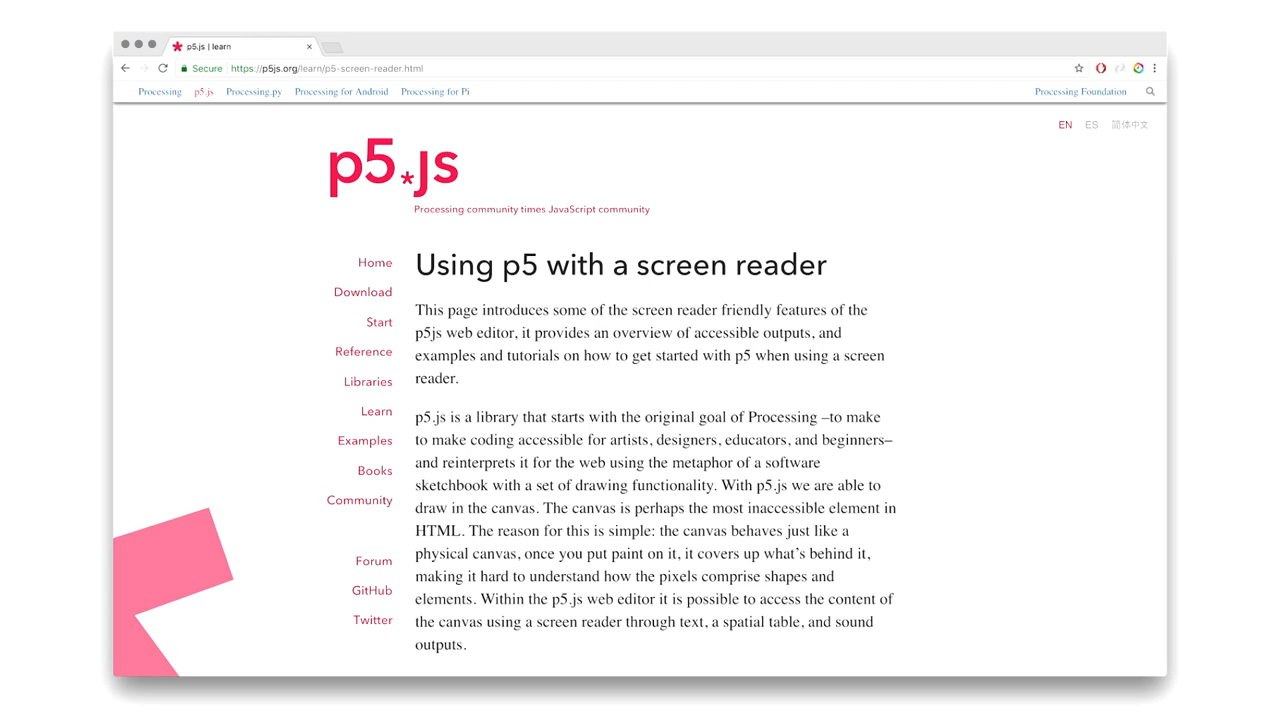 p5.js | learn
Secure https://p5js.org/learn/p5-screen-reader.html
Processing p5.js Processing.py Processing for Android Processing for Pi Processing Foundation
EN ES 简体中文
p5*js
Processing community times JavaScript community
Home
Download
Start
Reference
Libraries
Learn
Examples
Books
Community
Forum
GitHub
Twitter
Using p5 with a screen reader
This page introduces some of the screen reader friendly features of the
p5js web editor, it provides an overview of accessible outputs, and
examples and tutorials on how to get started with p5 when using a screen
reader.
p5.js is a library that starts with the original goal of Processing –to make
to make coding accessible for artists, designers, educators, and beginners–
and reinterprets it for the web using the metaphor of a software
sketchbook with a set of drawing functionality. With p5.js we are able to
draw in the canvas. The canvas is perhaps the most inaccessible element in
HTML. The reason for this is simple: the canvas behaves just like a
physical canvas, once you put paint on it, it covers up what’s behind it,
making it hard to understand how the pixels comprise shapes and
elements. Within the p5.js web editor it is possible to access the content of
the canvas using a screen reader through text, a spatial table, and sound
outputs.